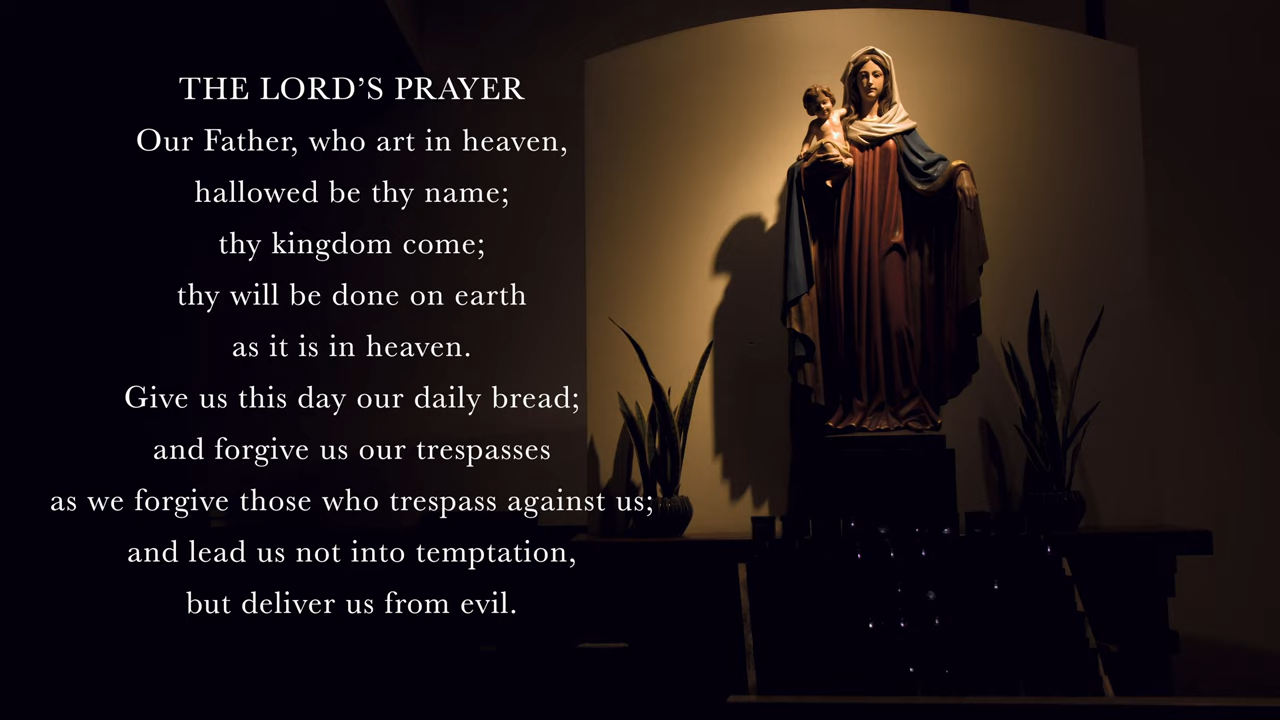 THE LORD’S PRAYER
Our Father, who art in heaven,
hallowed be thy name;
thy kingdom come;
thy will be done on earth
as it is in heaven.
Give us this day our daily bread;
and forgive us our trespasses
as we forgive those who trespass against us;
and lead us not into temptation,
but deliver us from evil.